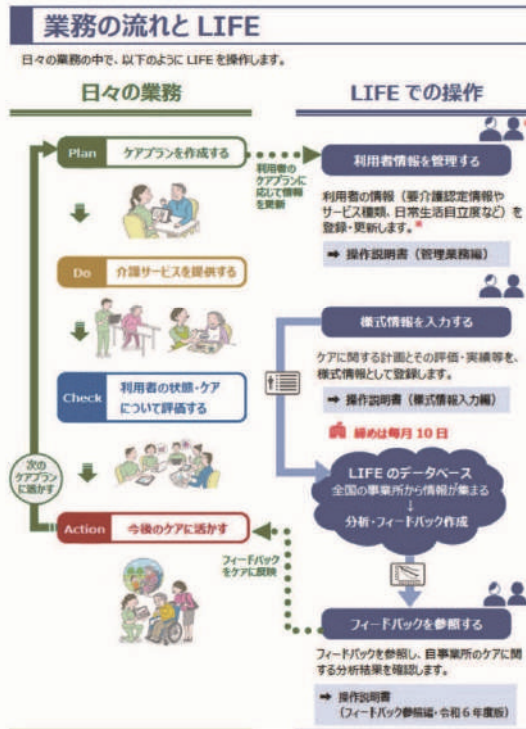 業務の流れと LIFE
日々の業務の中で、以下のように LIFE を操作します。
日々の業務
LIFE での操作
Plan ケアプランを作成する
利用者の
ケアプランに
応じて情報
を更新
利用者情報を管理する
利用者の情報（要介護認定情報や
サービス種類、日常生活自立度など）を
登録・更新します。*
➡ 操作説明書（管理業務編）
Do 介護サービスを提供する
様式情報を入力する
ケアに関する計画とその評価・実績等を、
様式情報として登録します。
➡ 操作説明書（様式情報入力編）
締めは毎月 10 日
Check 利用者の状態・ケア
について評価する
LIFE のデータベース
全国の事業所から情報が集まる
↓
分析・フィードバック作成
次の
ケアプラン
に活かす
Action 今後のケアに活かす
フィードバック
をケアに反映
フィードバックを参照する
フィードバックを参照し、自事業所のケアに関
する分析結果を確認します。
➡ 操作説明書
（フィードバック参照編・令和 6 年度版）